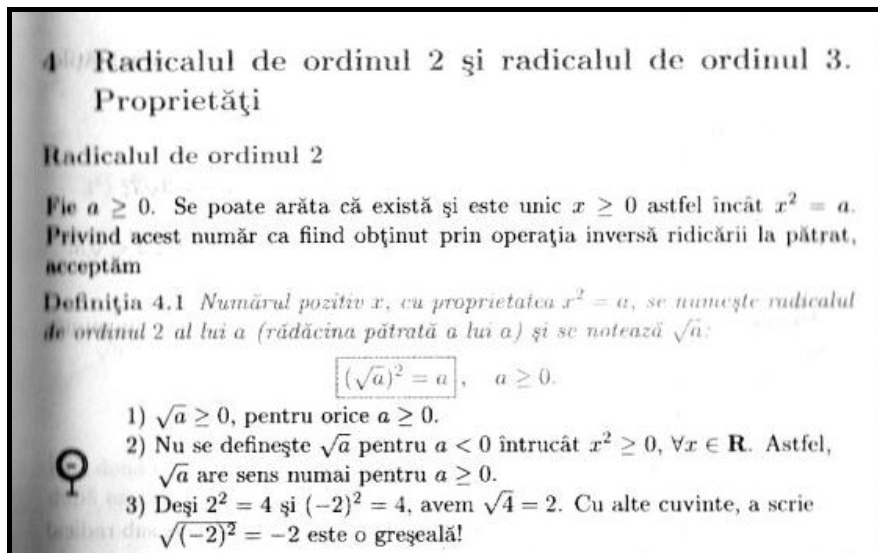 4 Radicalul de ordinul 2 şi radicalul de ordinul 3.
Proprietăţi
Radicalul de ordinul 2
Fie a ≥ 0. Se poate arăta că există şi este unic x ≥ 0 astfel încât x² = a.
Privind acest număr ca fiind obţinut prin operaţia inversă ridicării la pătrat,
acceptăm
Definiţia 4.1 Numărul pozitiv x, cu proprietatea x² = a, se numeşte radicalul
de ordinul 2 al lui a (rădăcina pătrată a lui a) şi se notează √a:
(√a)² = a, a ≥ 0.
1) √a ≥ 0, pentru orice a ≥ 0.
2) Nu se defineşte √a pentru a < 0 întrucât x² ≥ 0, ∀x ∈ R. Astfel,
√a are sens numai pentru a ≥ 0.
3) Deşi 2² = 4 şi (−2)² = 4, avem √4 = 2. Cu alte cuvinte, a scrie
√(−2)² = −2 este o greşeală!